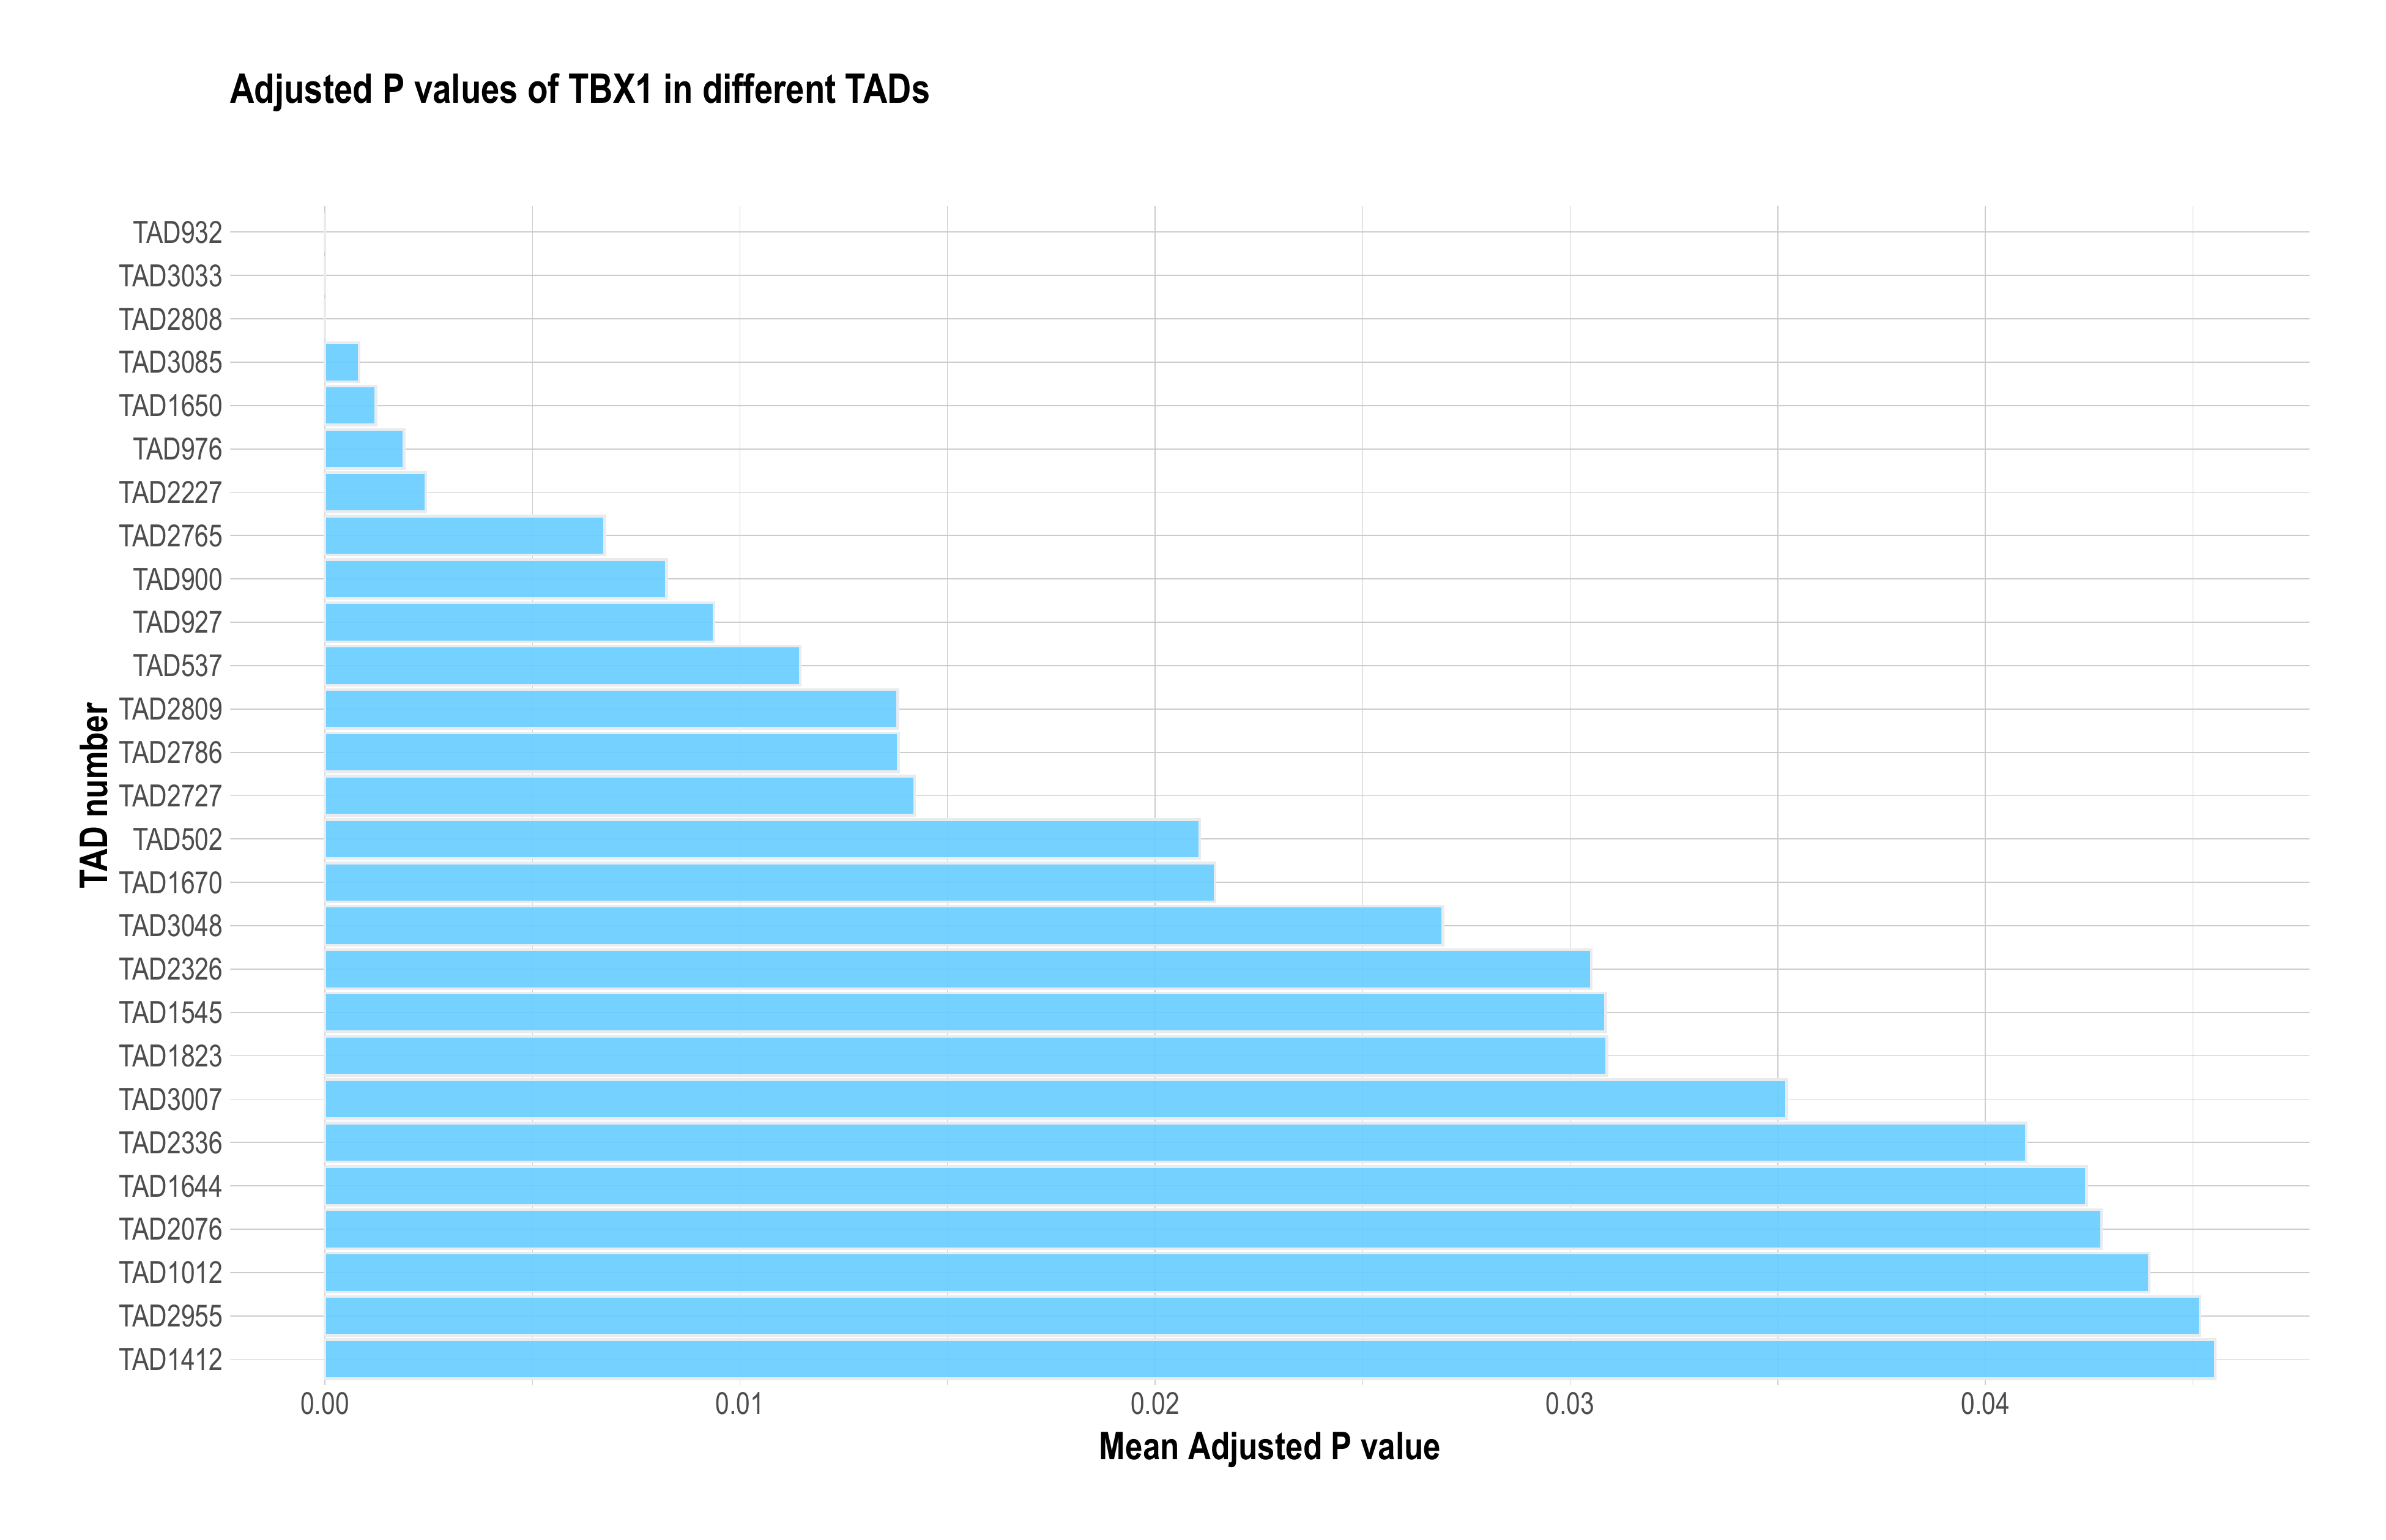 Adjusted P values of TBX1 in different TADs
TAD number
TAD932
TAD3033
TAD2808
TAD3085
TAD1650
TAD976
TAD2227
TAD2765
TAD900
TAD927
TAD537
TAD2809
TAD2786
TAD2727
TAD502
TAD1670
TAD3048
TAD2326
TAD1545
TAD1823
TAD3007
TAD2336
TAD1644
TAD2076
TAD1012
TAD2955
TAD1412
0.00 0.01 0.02 0.03 0.04
Mean Adjusted P value